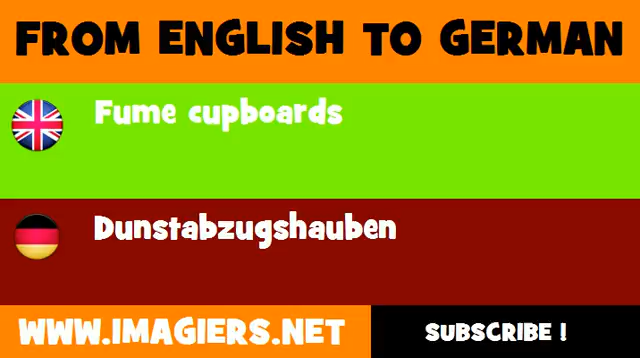 FROM ENGLISH TO GERMAN
Fume cupboards
Dunstabzugshauben
WWW.IMAGIERS.NET
SUBSCRIBE !